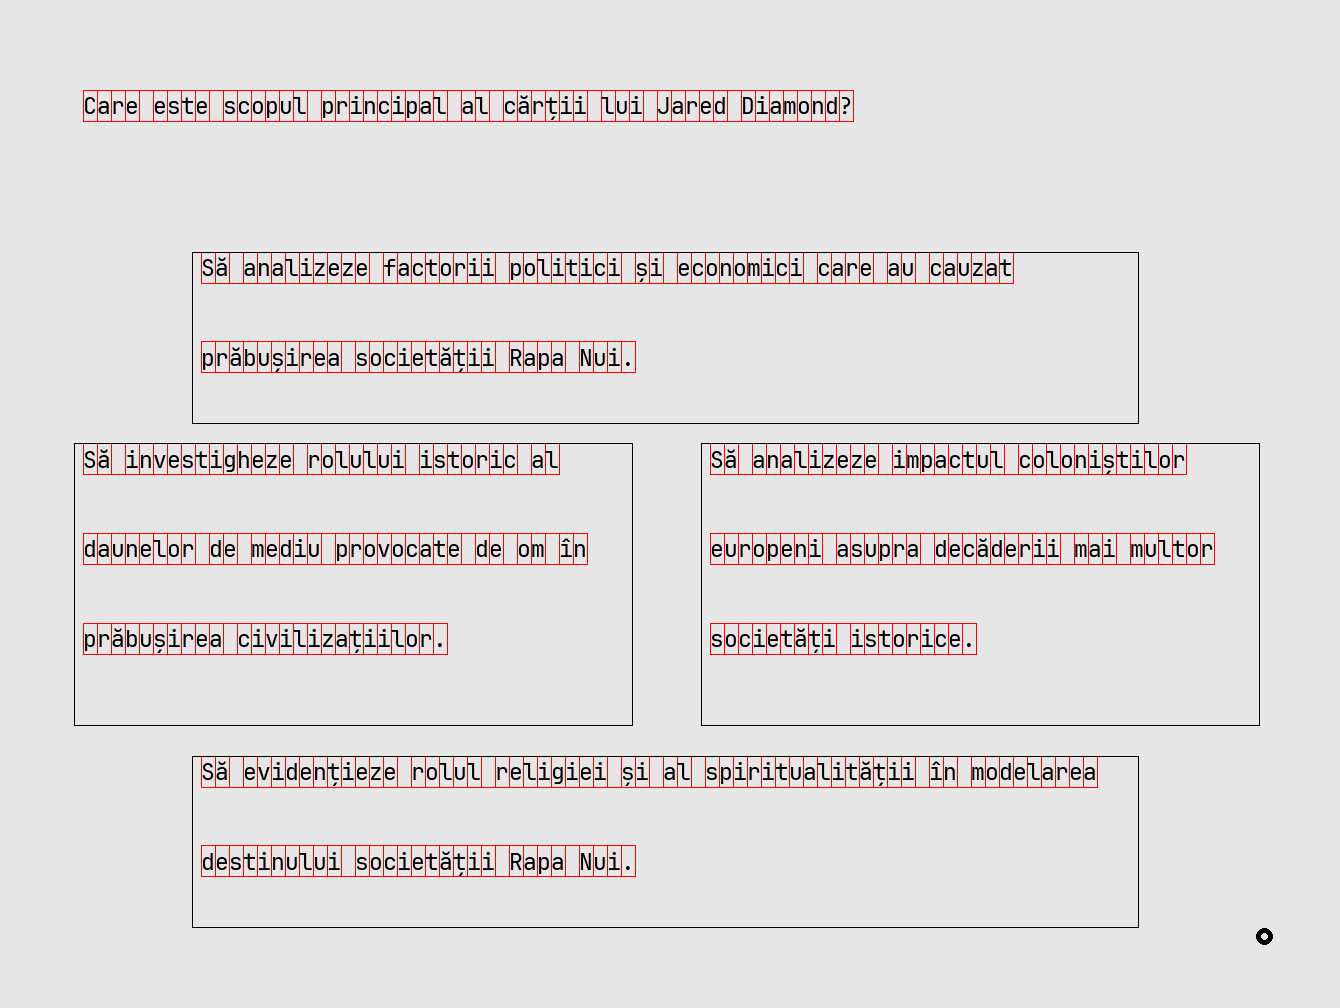 Care este scopul principal al cărții lui Jared Diamond?
Să analizeze factorii politici și economici care au cauzat
prăbușirea societății Rapa Nui.
Să investigheze rolului istoric al
daunelor de mediu provocate de om în
prăbușirea civilizațiilor.
Să analizeze impactul coloniștilor
europeni asupra decăderii mai multor
societăți istorice.
Să evidențieze rolul religiei și al spiritualității în modelarea
destinului societății Rapa Nui.